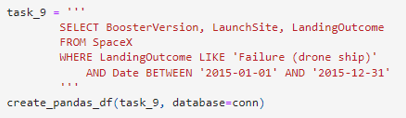 task_9 = '''
SELECT BoosterVersion, LaunchSite, LandingOutcome
FROM SpaceX
WHERE LandingOutcome LIKE 'Failure (drone ship)'
AND Date BETWEEN '2015-01-01' AND '2015-12-31'
'''
create_pandas_df(task_9, database=conn)